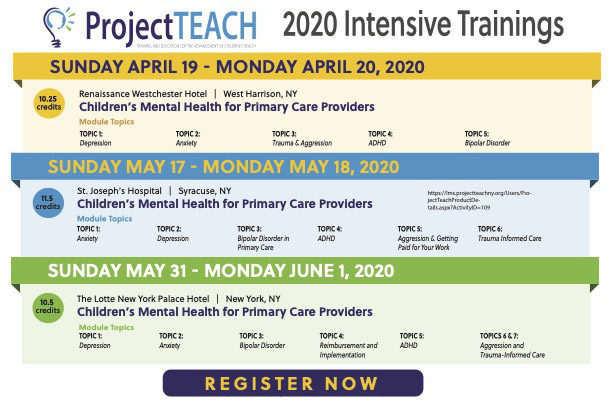 ProjectTEACH
TRAINING AND EDUCATION FOR THE ADVANCEMENT OF CHILDREN'S HEALTH
2020 Intensive Trainings
SUNDAY APRIL 19 - MONDAY APRIL 20, 2020
10.25
credits
Renaissance Westchester Hotel | West Harrison, NY
Children's Mental Health for Primary Care Providers
Module Topics
TOPIC 1: TOPIC 2: TOPIC 3: TOPIC 4: TOPIC 5:
Depression Anxiety Trauma & Aggression ADHD Bipolar Disorder
SUNDAY MAY 17 - MONDAY MAY 18, 2020
11.5
credits
St. Joseph's Hospital | Syracuse, NY
Children's Mental Health for Primary Care Providers
https://lms.projectteachny.org/Users/Pro-
jectTeachProductDe-
tails.aspx?ActivityID=109
Module Topics
TOPIC 1: TOPIC 2: TOPIC 3: TOPIC 4: TOPIC 5: TOPIC 6:
Anxiety Depression Bipolar Disorder in ADHD Aggression & Getting Trauma Informed Care
Primary Care Paid for Your Work
SUNDAY MAY 31 - MONDAY JUNE 1, 2020
10.5
credits
The Lotte New York Palace Hotel | New York, NY
Children's Mental Health for Primary Care Providers
Module Topics
TOPIC 1: TOPIC 2: TOPIC 3: TOPIC 4: TOPIC 5: TOPICS 6 & 7:
Depression Anxiety Bipolar Disorder Reimbursement and ADHD Aggression and
Implementation Trauma-Informed Care
REGISTER NOW